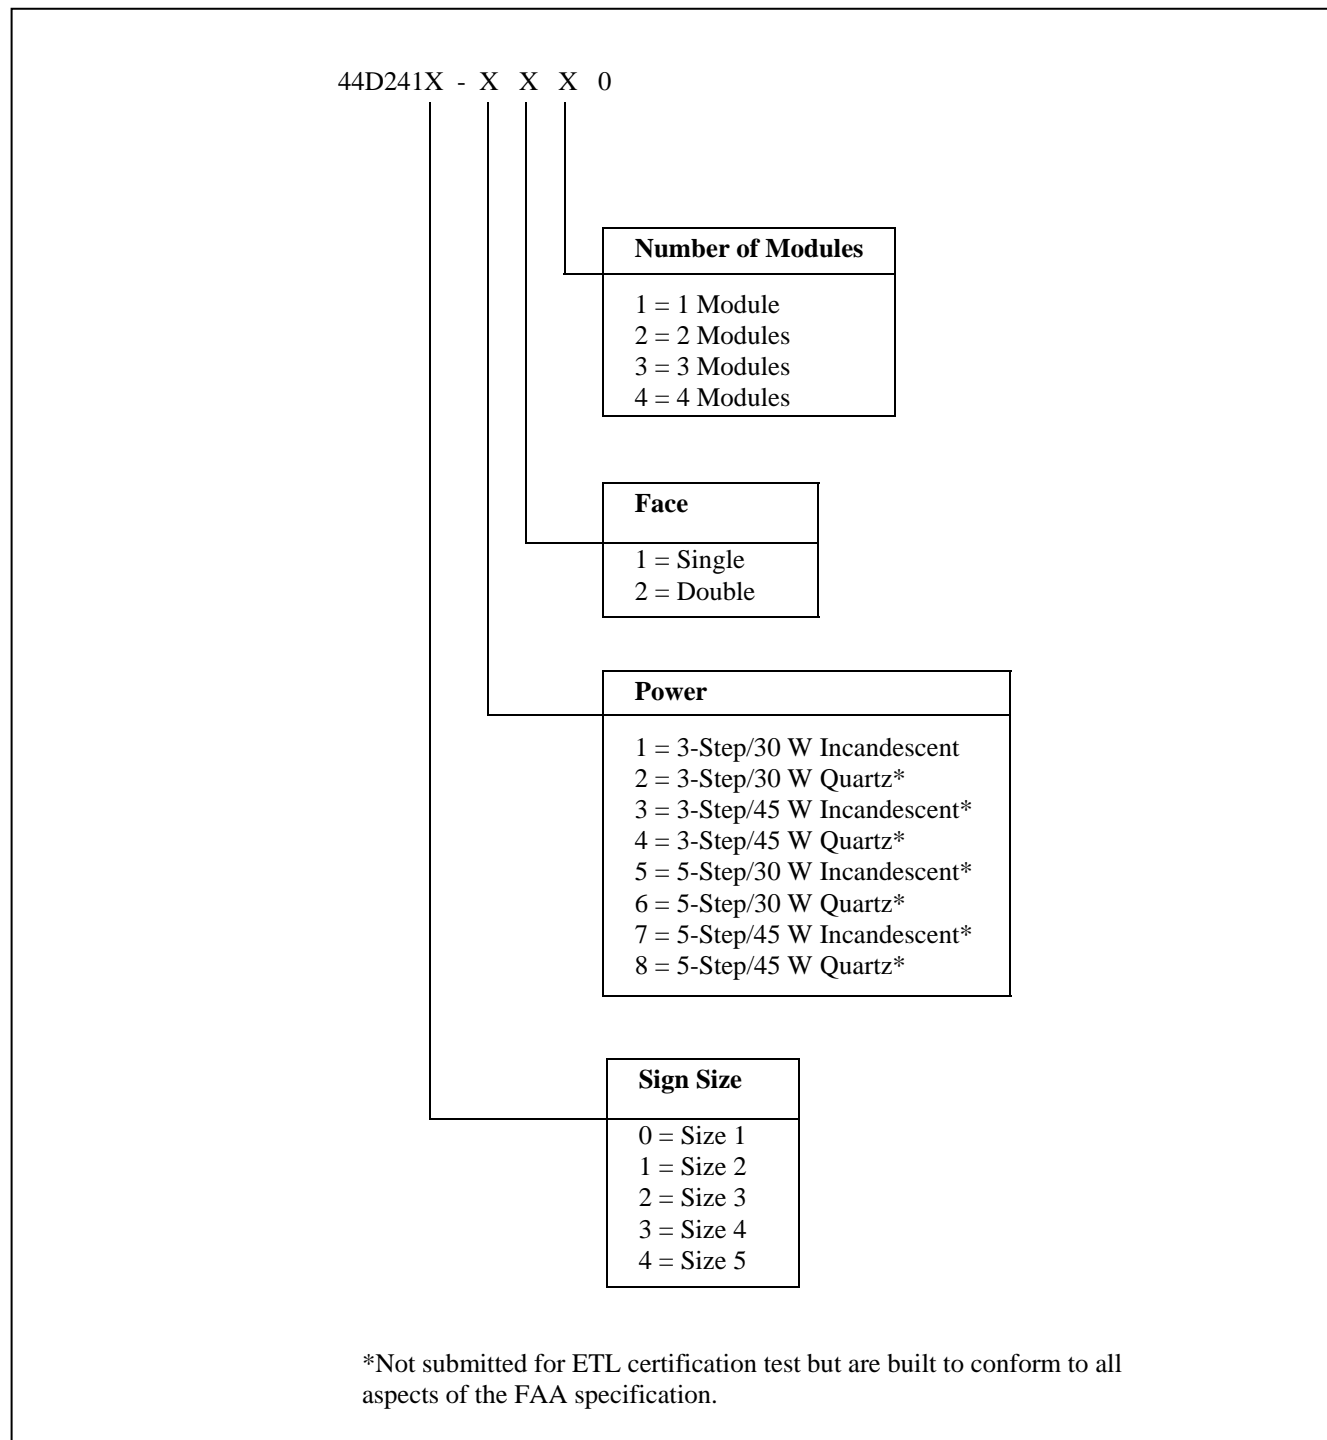 44D241X - X X X 0
Number of Modules
1 = 1 Module
2 = 2 Modules
3 = 3 Modules
4 = 4 Modules
Face
1 = Single
2 = Double
Power
1 = 3-Step/30 W Incandescent
2 = 3-Step/30 W Quartz*
3 = 3-Step/45 W Incandescent*
4 = 3-Step/45 W Quartz*
5 = 5-Step/30 W Incandescent*
6 = 5-Step/30 W Quartz*
7 = 5-Step/45 W Incandescent*
8 = 5-Step/45 W Quartz*
Sign Size
0 = Size 1
1 = Size 2
2 = Size 3
3 = Size 4
4 = Size 5
*Not submitted for ETL certification test but are built to conform to all
aspects of the FAA specification.